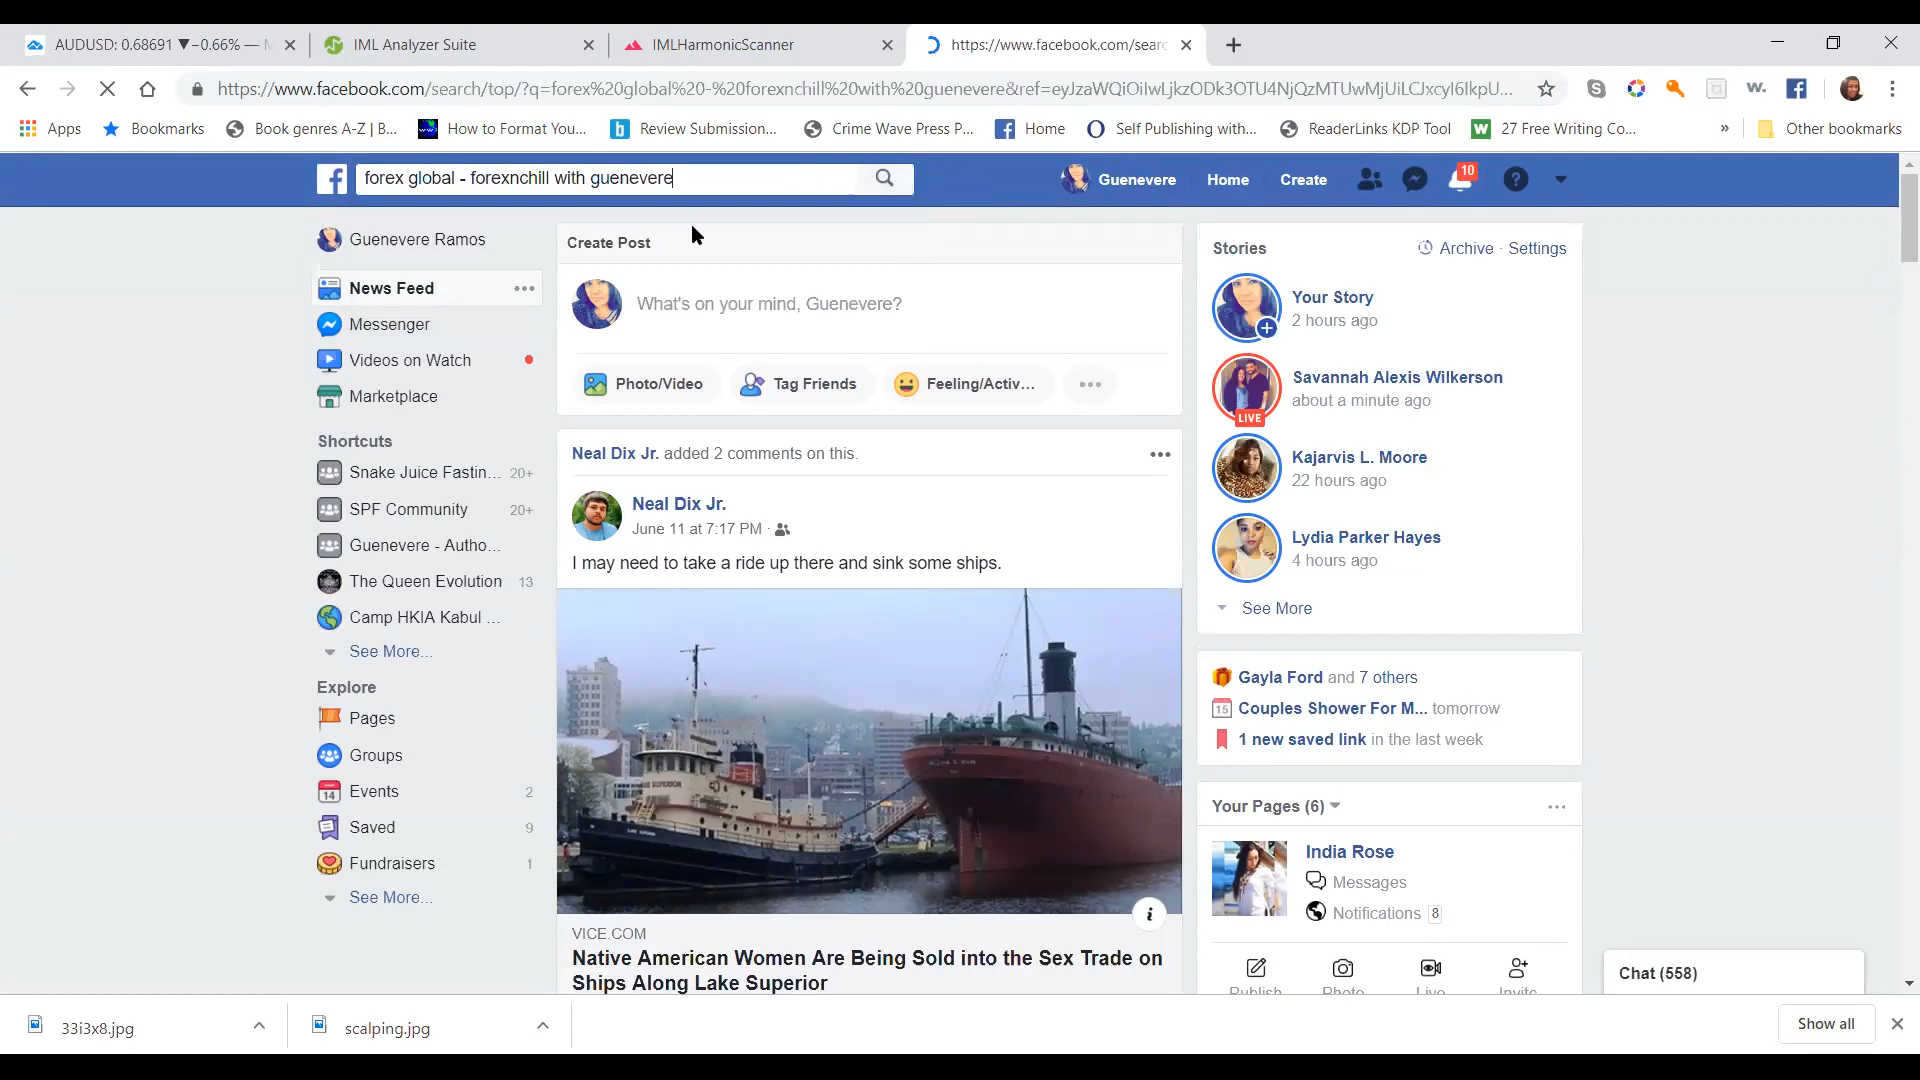 AUDUSD: 0.68691 ▼−0.66% — M
IML Analyzer Suite
IMLHarmonicScanner
https://www.facebook.com/searc
https://www.facebook.com/search/top/?q=forex%20global%20-%20forexnchill%20with%20guenevere&ref=eyJzaWQiOiIwLjkzODk3OTU4NjQzMTUwMjUiLCJxcyI6IkpU...
Apps
Bookmarks
Book genres A-Z | B...
How to Format You...
Review Submission...
Crime Wave Press P...
Home
Self Publishing with...
ReaderLinks KDP Tool
27 Free Writing Co...
»
Other bookmarks
forex global - forexnchill with guenevere
Guenevere
Home
Create
10
Guenevere Ramos
News Feed
Messenger
Videos on Watch
Marketplace
Shortcuts
Snake Juice Fastin... 20+
SPF Community 20+
Guenevere - Autho...
The Queen Evolution 13
Camp HKIA Kabul ...
See More...
Explore
Pages
Groups
Events 2
Saved 9
Fundraisers 1
See More...
Create Post
What's on your mind, Guenevere?
Photo/Video
Tag Friends
Feeling/Activ...
Neal Dix Jr. added 2 comments on this.
Neal Dix Jr.
June 11 at 7:17 PM ·
I may need to take a ride up there and sink some ships.
VICE.COM
Native American Women Are Being Sold into the Sex Trade on
Ships Along Lake Superior
Stories
Archive · Settings
Your Story
2 hours ago
Savannah Alexis Wilkerson
about a minute ago
LIVE
Kajarvis L. Moore
22 hours ago
Lydia Parker Hayes
4 hours ago
See More
Gayla Ford and 7 others
Couples Shower For M... tomorrow
1 new saved link in the last week
Your Pages (6)
India Rose
Messages
Notifications 8
Publish
Photo
Live
Invite
Chat (558)
33i3x8.jpg
scalping.jpg
Show all